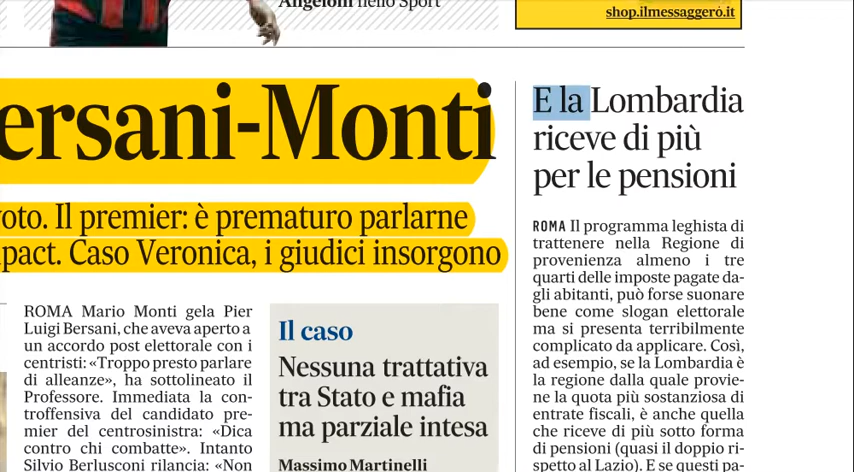 Angeloni nello Sport
shop.ilmessaggero.it
ersani-Monti
voto. Il premier: è prematuro parlarne
pact. Caso Veronica, i giudici insorgono
ROMA Mario Monti gela Pier
Luigi Bersani, che aveva aperto a
un accordo post elettorale con i
centristi: «Troppo presto parlare
di alleanze», ha sottolineato il
Professore. Immediata la con-
troffensiva del candidato pre-
mier del centrosinistra: «Dica
contro chi combatte». Intanto
Silvio Berlusconi rilancia: «Non
Il caso
Nessuna trattativa
tra Stato e mafia
ma parziale intesa
Massimo Martinelli
E la Lombardia
riceve di più
per le pensioni
ROMA Il programma leghista di
trattenere nella Regione di
provenienza almeno i tre
quarti delle imposte pagate da-
gli abitanti, può forse suonare
bene come slogan elettorale
ma si presenta terribilmente
complicato da applicare. Così,
ad esempio, se la Lombardia è
la regione dalla quale provie-
ne la quota più sostanziosa di
entrate fiscali, è anche quella
che riceve di più sotto forma
di pensioni (quasi il doppio ri-
spetto al Lazio). E se questi pa-